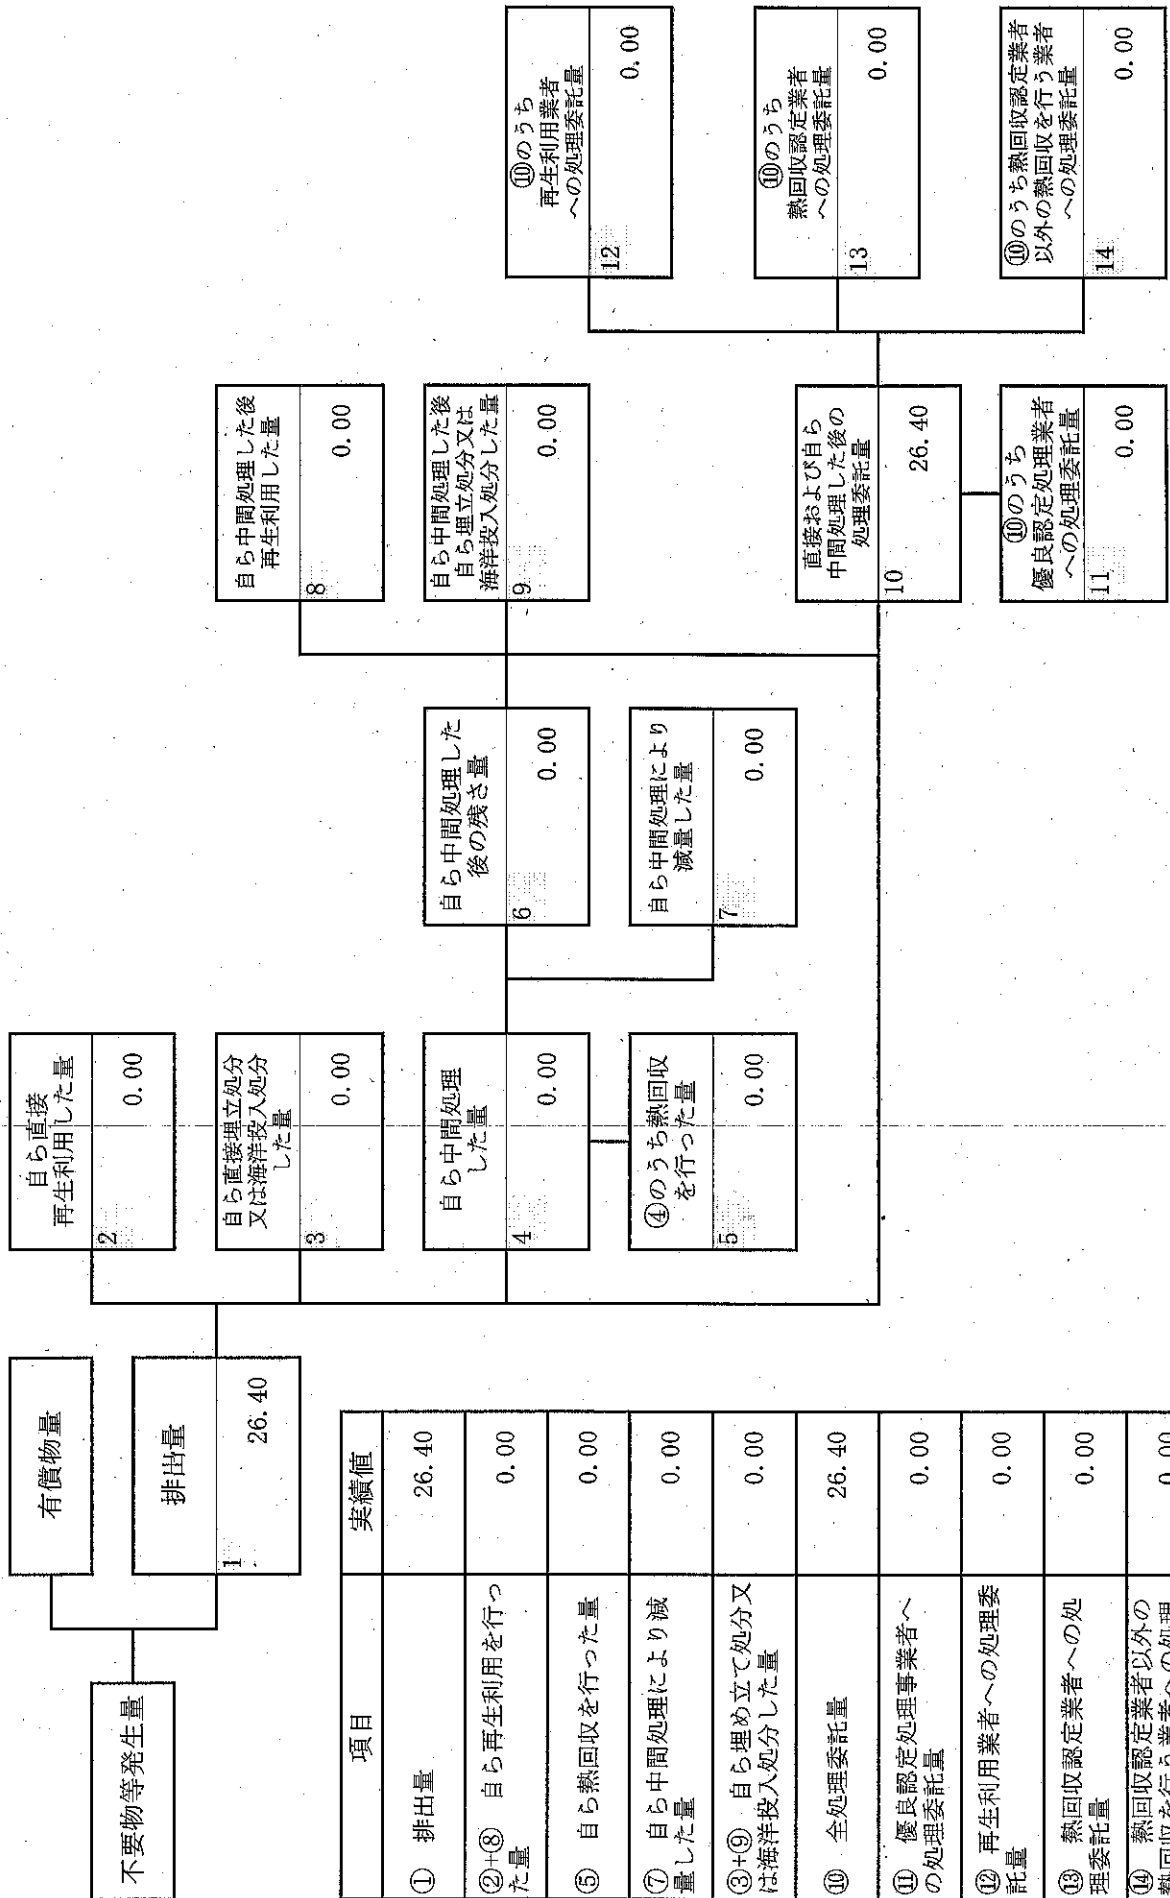 不要物等発生量
有償物量
排出量
1
26.40
自ら直接
再生利用した量
2
0.00
自ら直接埋立処分
又は海洋投入処分
した量
3
0.00
自ら中間処理
した量
4
0.00
④のうち熱回収
を行った量
5
0.00
自ら中間処理した
後の残さ量
6
0.00
自ら中間処理により
減量した量
7
0.00
自ら中間処理した後
再生利用した量
8
0.00
自ら中間処理した後
自ら埋立処分又は
海洋投入処分した量
9
0.00
直接および自ら
中間処理した後の
処理委託量
10
26.40
⑩のうち
優良認定処理業者
への処理委託量
11
0.00
⑩のうち
再生利用業者
への処理委託量
12
0.00
⑩のうち
熱回収認定業者
への処理委託量
13
0.00
⑩のうち熱回収認定業者
以外の熱回収を行う業者
への処理委託量
14
0.00
項目 実績値
① 排出量 26.40
②+⑧ 自ら再生利用を行っ
た量 0.00
⑤ 自ら熱回収を行った量 0.00
⑦ 自ら中間処理により減
量した量 0.00
③+⑨ 自ら埋め立て処分又
は海洋投入処分した量 0.00
⑩ 全処理委託量 26.40
⑪ 優良認定処理事業者へ
の処理委託量 0.00
⑫ 再生利用業者への処理委
託量 0.00
⑬ 熱回収認定業者への処
理委託量 0.00
⑭ 熱回収認定業者以外の
熱回収を行う業者への処理 0.00